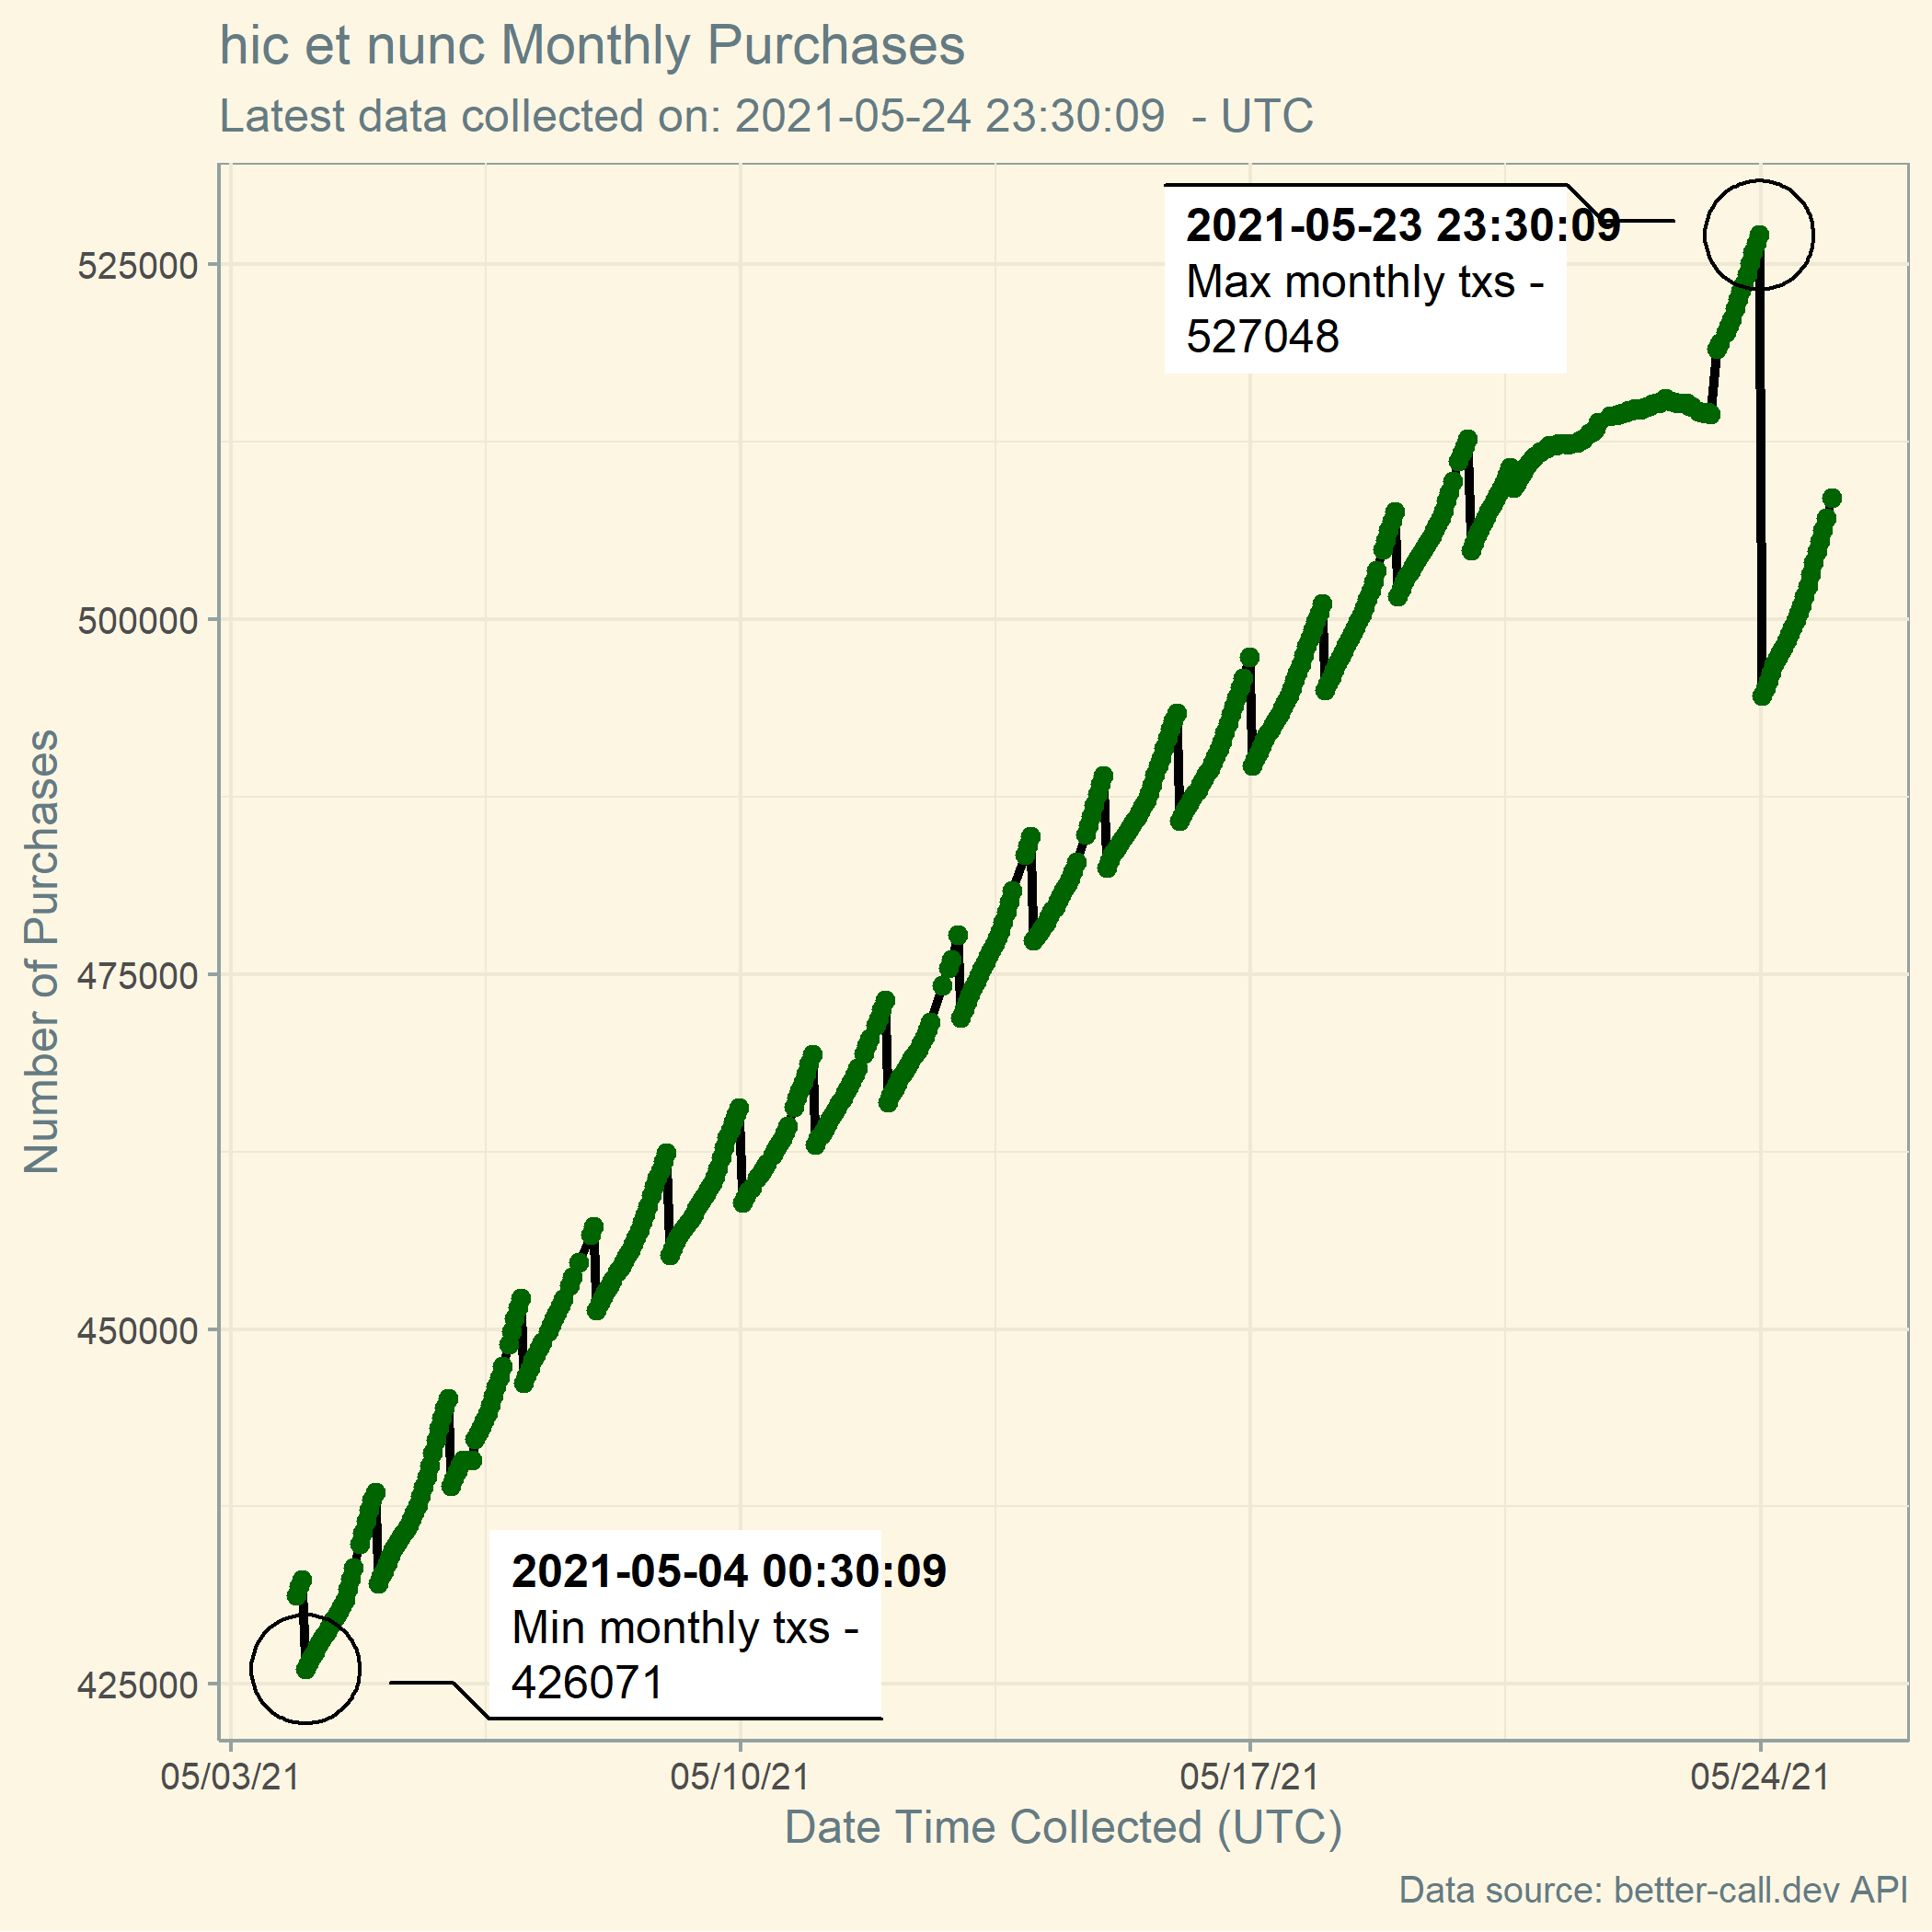 hic et nunc Monthly Purchases
Latest data collected on: 2021-05-24 23:30:09  - UTC
2021-05-23 23:30:09
Max monthly txs -
527048
525000
500000
475000
450000
425000
Number of Purchases
2021-05-04 00:30:09
Min monthly txs -
426071
05/03/21 05/10/21 05/17/21 05/24/21
Date Time Collected (UTC)
Data source: better-call.dev API